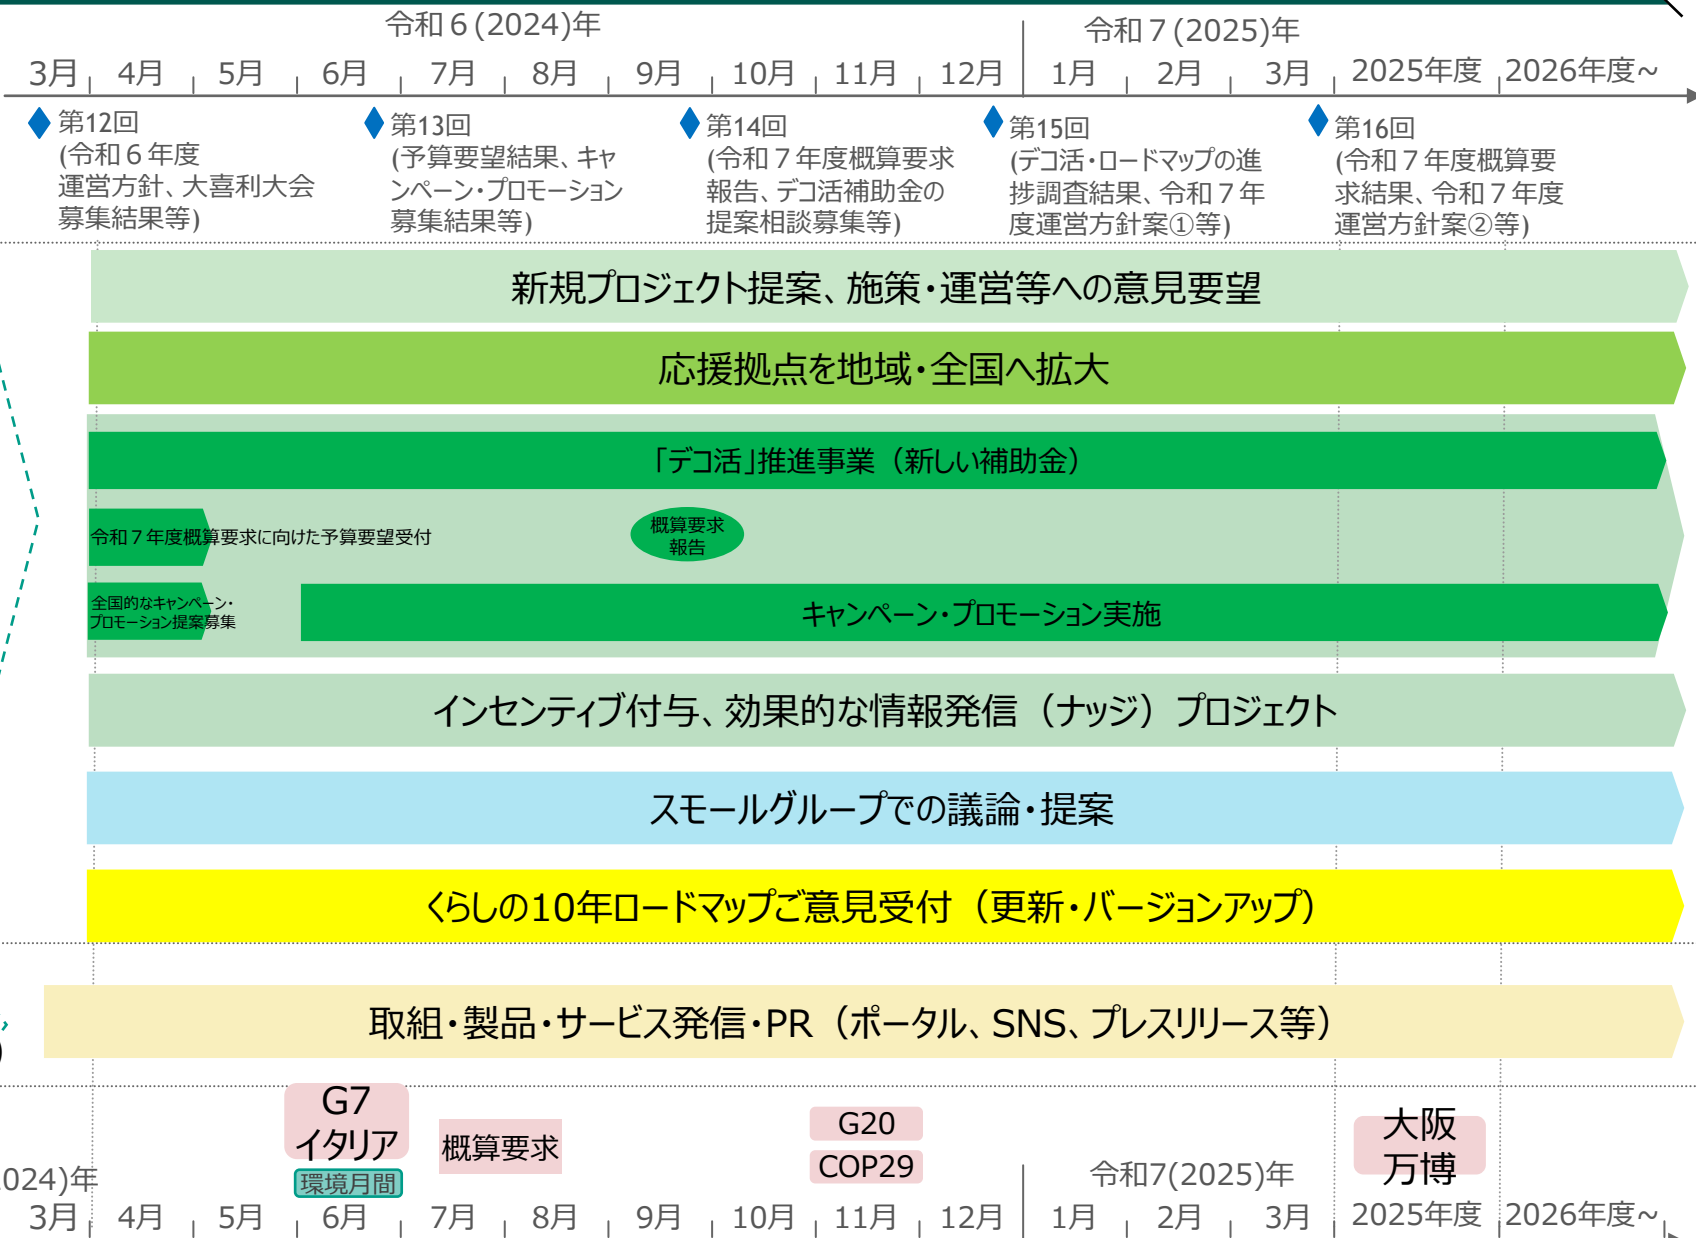 令和６(2024)年
令和７(2025)年
3月 4月 5月 6月 7月 8月 9月 10月 11月 12月 1月 2月 3月 2025年度 2026年度~
第12回
(令和６年度
運営方針、大喜利大会
募集結果等)
第13回
(予算要望結果、キャ
ンペーン・プロモーション
募集結果等)
第14回
(令和７年度概算要求
報告、デコ活補助金の
提案相談募集等)
第15回
(デコ活・ロードマップの進
捗調査結果、令和７年
度運営方針案①等)
第16回
(令和７年度概算要
求結果、令和７年度
運営方針案②等)
新規プロジェクト提案、施策・運営等への意見要望
応援拠点を地域・全国へ拡大
「デコ活」推進事業（新しい補助金）
令和７年度概算要求に向けた予算要望受付
概算要求
報告
全国的なキャンペーン・
プロモーション提案募集
キャンペーン・プロモーション実施
インセンティブ付与、効果的な情報発信（ナッジ）プロジェクト
スモールグループでの議論・提案
くらしの10年ロードマップご意見受付（更新・バージョンアップ）
取組・製品・サービス発信・PR（ポータル、SNS、プレスリリース等）
)
G7
イタリア
環境月間
概算要求
G20
COP29
大阪
万博
024)年
令和7(2025)年
3月 4月 5月 6月 7月 8月 9月 10月 11月 12月 1月 2月 3月 2025年度 2026年度~